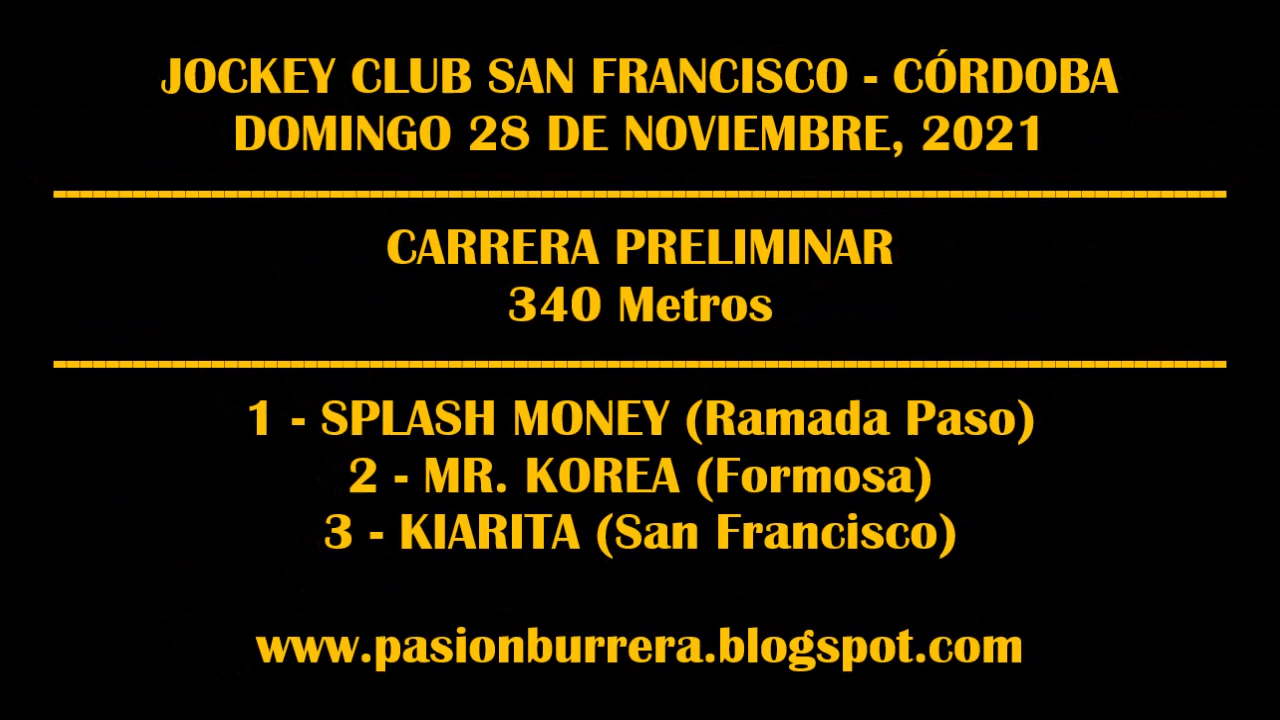 JOCKEY CLUB SAN FRANCISCO - CÓRDOBA
DOMINGO 28 DE NOVIEMBRE, 2021
CARRERA PRELIMINAR
340 Metros
1 - SPLASH MONEY (Ramada Paso)
2 - MR. KOREA (Formosa)
3 - KIARITA (San Francisco)
www.pasionburrera.blogspot.com